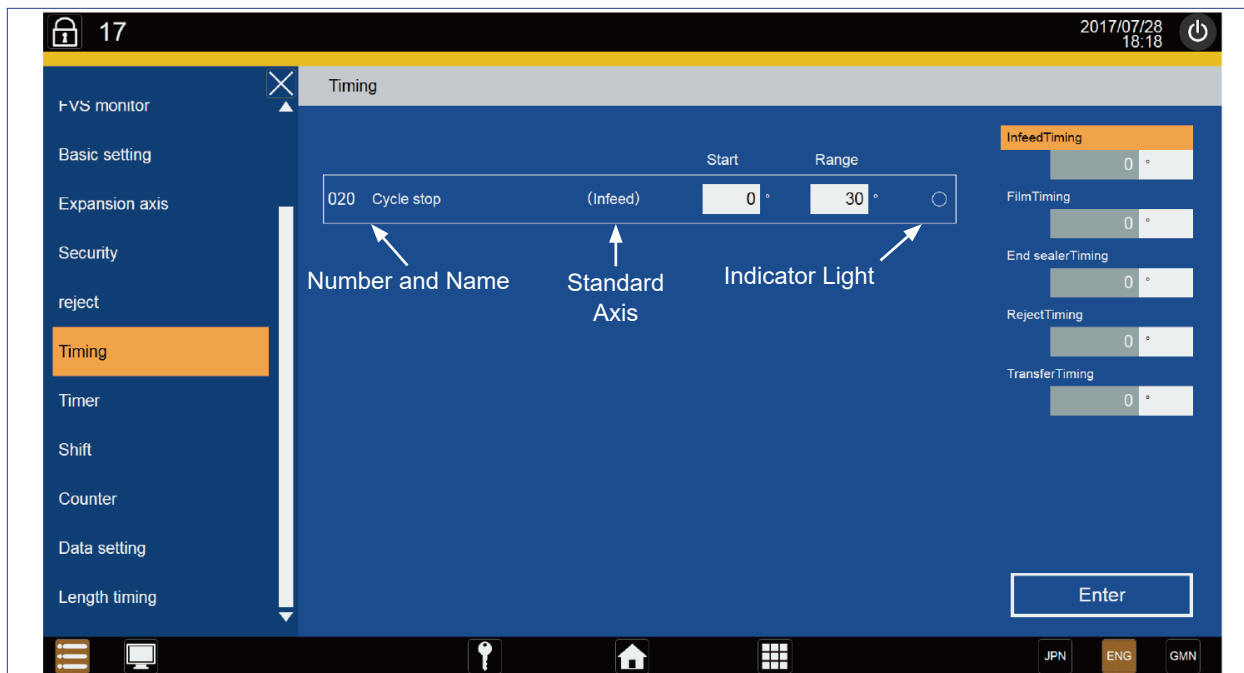 17
2017/07/28
18:18
Timing
FVS monitor
Basic setting
Expansion axis
Security
reject
Timing
Timer
Shift
Counter
Data setting
Length timing
Start Range
020 Cycle stop (Infeed) 0 ° 30 °
Number and Name
Standard
Axis
Indicator Light
InfeedTiming
0 °
FilmTiming
0 °
End sealerTiming
0 °
RejectTiming
0 °
TransferTiming
0 °
Enter
JPN ENG GMN